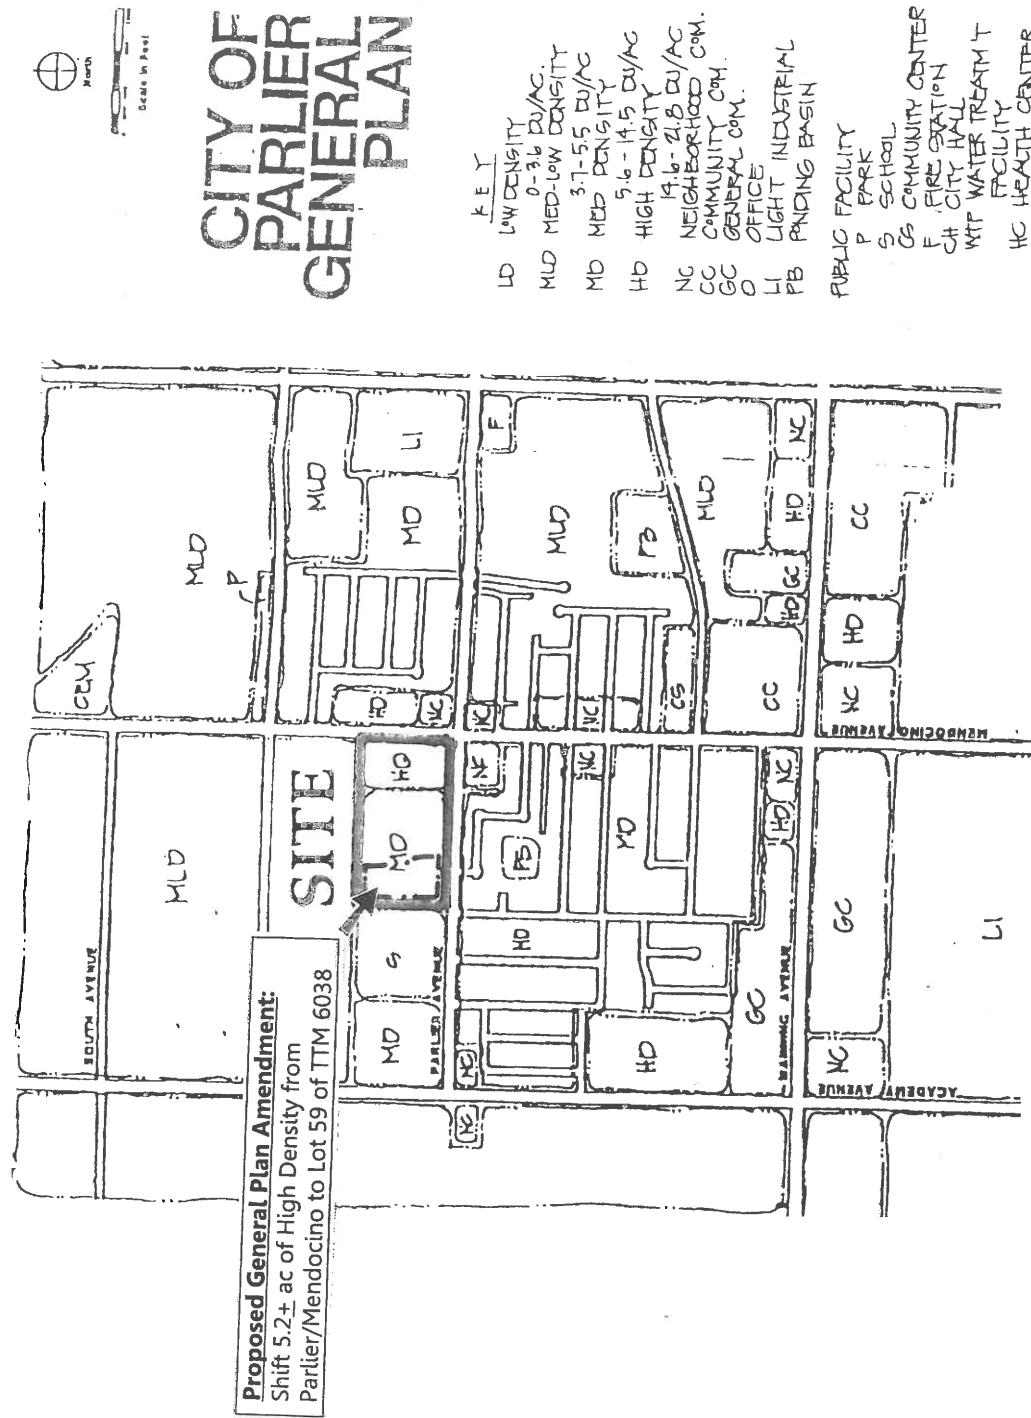 CITY OF
PARLIER
GENERAL
PLAN
North
Scale in Feet
KEY
LD LOW DENSITY
0-3.6 DU/AC.
MLD MED-LOW DENSITY
3.7-5.5 DU/AC
MD MED DENSITY
5.6-14.5 DU/AC
HD HIGH DENSITY
14.6-21.8 DU/AC
NC NEIGHBORHOOD COM.
CC COMMUNITY COM.
GC GENERAL COM.
O OFFICE
LI LIGHT INDUSTRIAL
PB PONDING BASIN
PUBLIC FACILITY
P PARK
S SCHOOL
CS COMMUNITY CENTER
F FIRE STATION
CH CITY HALL
WTP WATER TREATMT
FACILITY
HC HEALTH CENTER
Proposed General Plan Amendment:
Shift 5.2± ac of High Density from
Parlier/Mendocino to Lot 59 of TTM 6038
SITE
SOUTH AVENUE
PARLIER AVENUE
MANNING AVENUE
ACADEMY AVENUE
MENDOCINO AVENUE
CEM
MLD
P
MLD
MLD
LI
MD
HD
NC
MD
S
MD
HD
F
MLD
PB
NC
NC
NC
PS
MD
HD
HD
CS
MLD
NC
HD
GC
HD
CC
NC
HD
GC
CC
HD
NC
GC
NC
LI